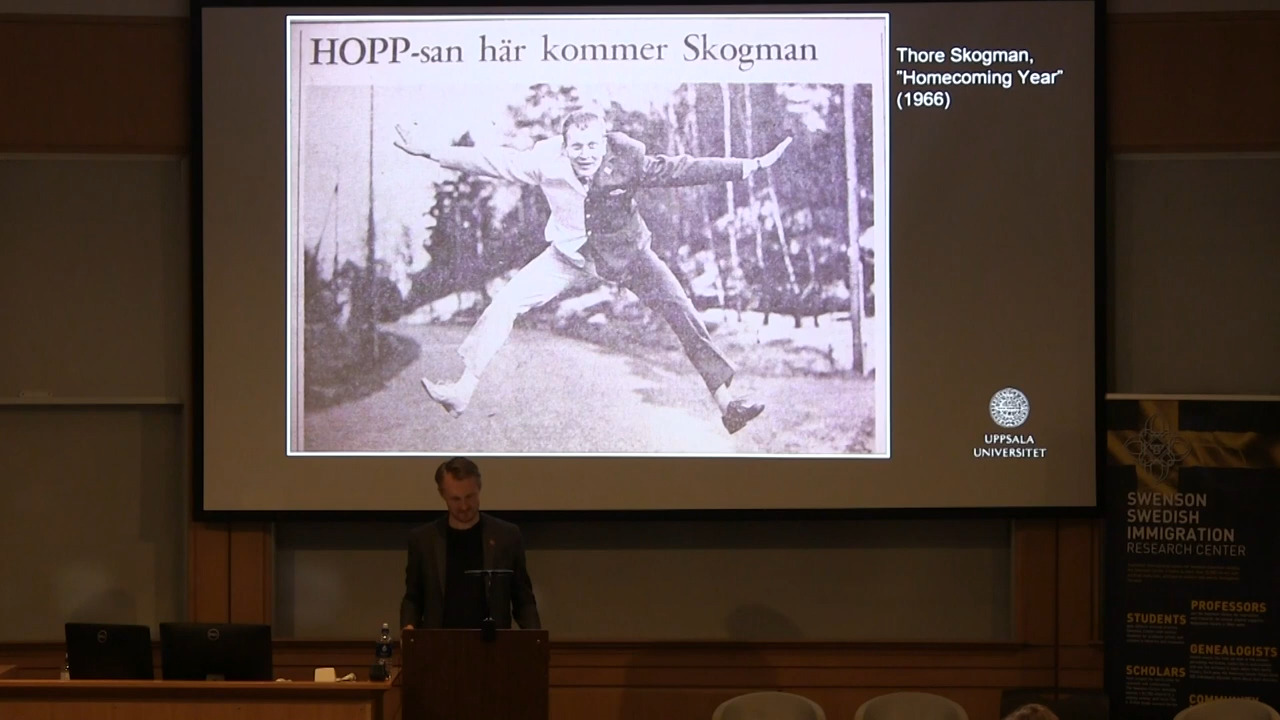 HOPP-san här kommer Skogman
Thore Skogman,
"Homecoming Year"
(1966)
UPPSALA
UNIVERSITET
SWENSON
SWEDISH
IMMIGRATION
RESEARCH CENTER
PROFESSORS
STUDENTS
GENEALOGISTS
SCHOLARS